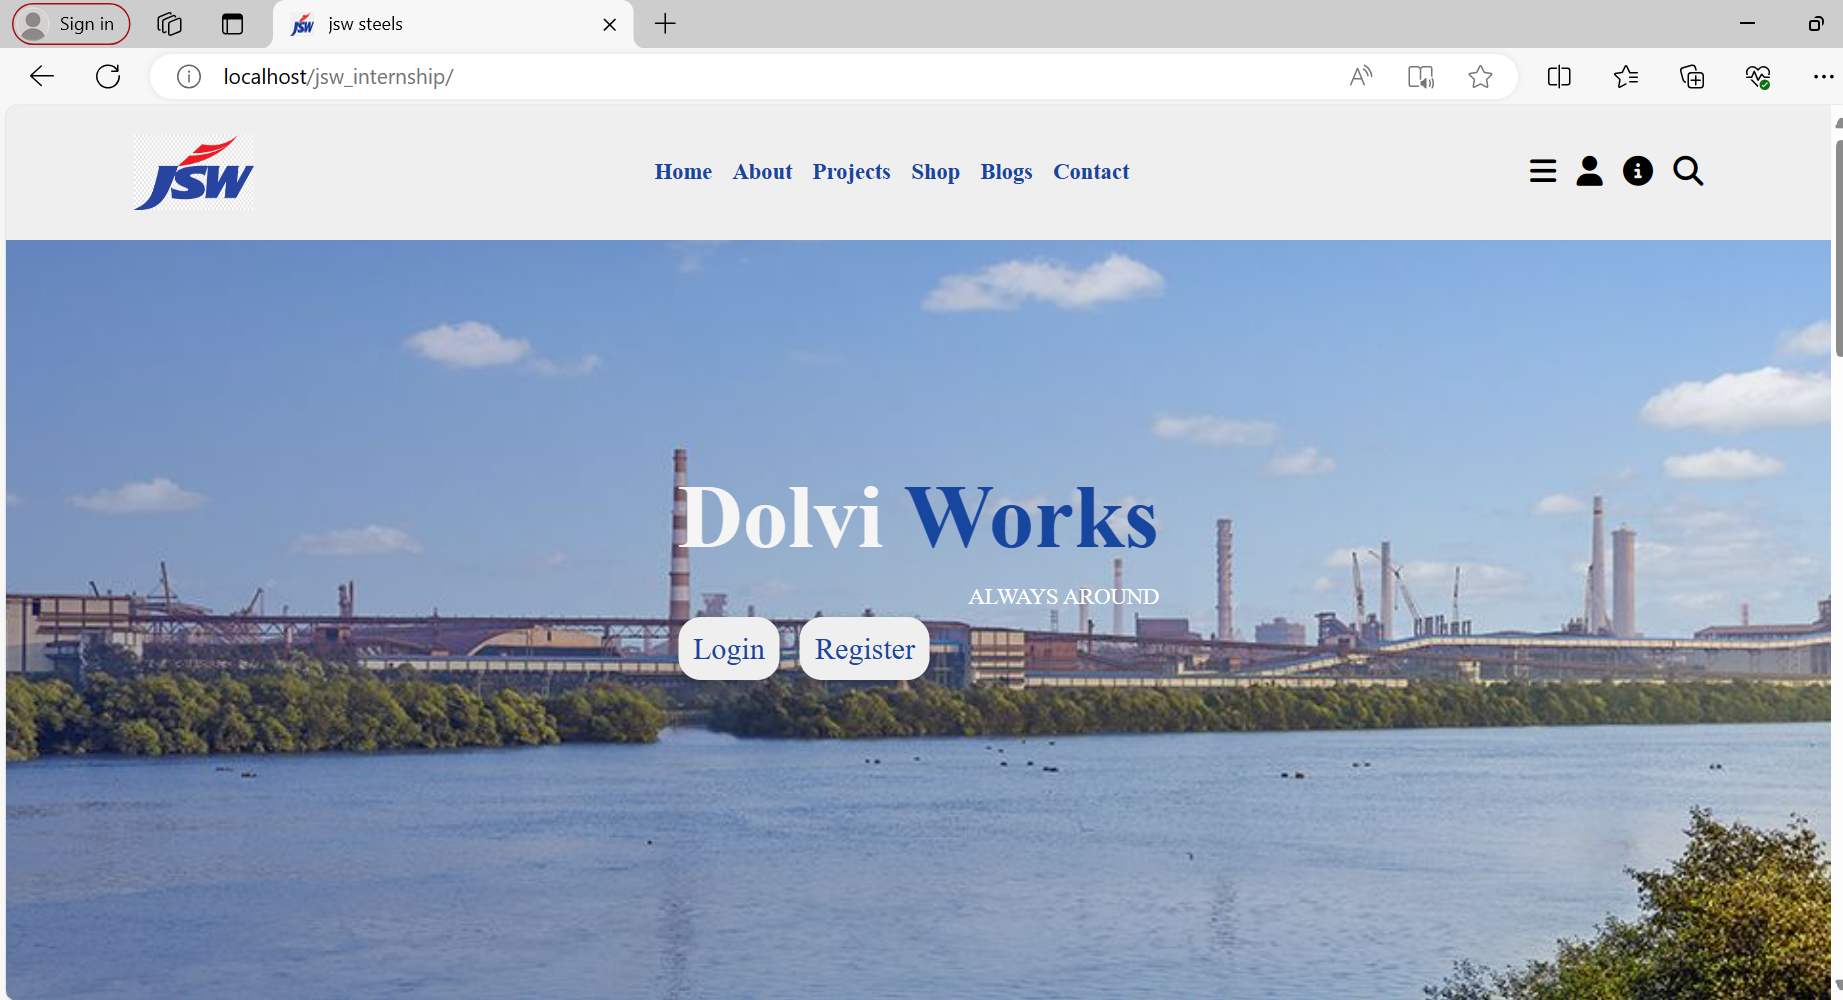 Sign in
jsw steels
localhost/jsw_internship/
JSW
Home About Projects Shop Blogs Contact
Dolvi Works
ALWAYS AROUND
Login Register